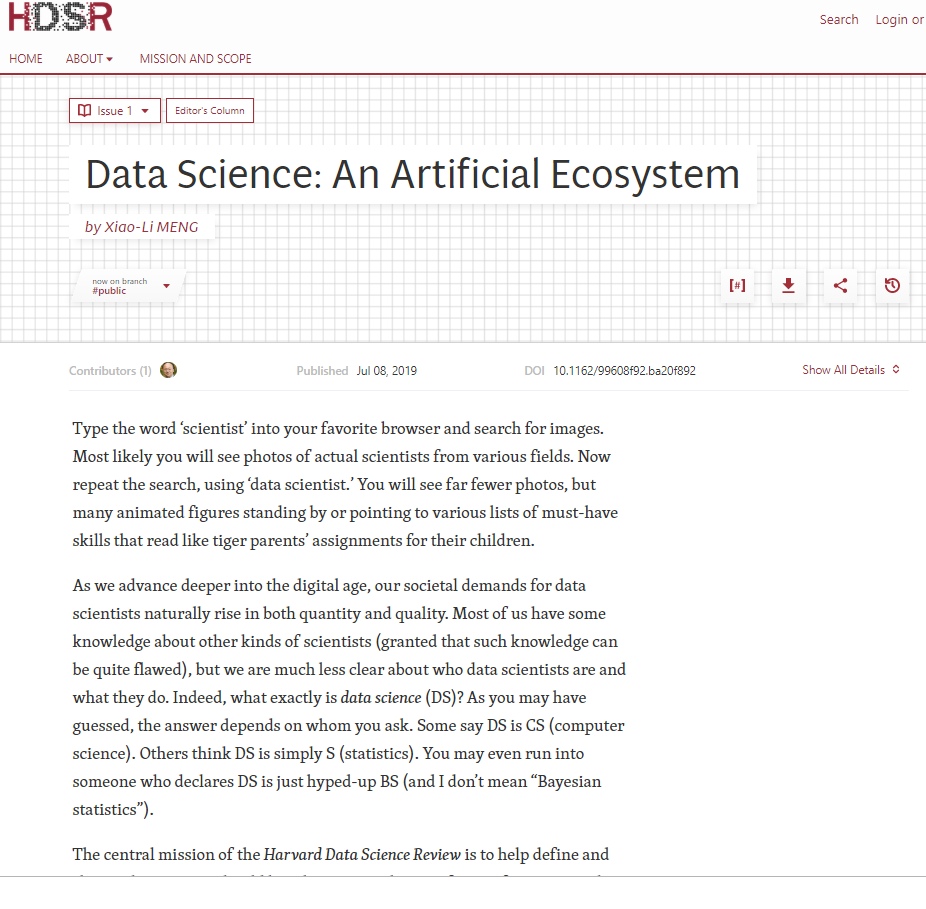 HDSR
Search Login or
HOME ABOUT MISSION AND SCOPE
Issue 1 Editor's Column
Data Science: An Artificial Ecosystem
by Xiao-Li MENG
now on branch
#public
[#]
Contributors (1) Published Jul 08, 2019 DOI 10.1162/99608f92.ba20f892 Show All Details
Type the word ‘scientist’ into your favorite browser and search for images.
Most likely you will see photos of actual scientists from various fields. Now
repeat the search, using ‘data scientist.’ You will see far fewer photos, but
many animated figures standing by or pointing to various lists of must-have
skills that read like tiger parents’ assignments for their children.
As we advance deeper into the digital age, our societal demands for data
scientists naturally rise in both quantity and quality. Most of us have some
knowledge about other kinds of scientists (granted that such knowledge can
be quite flawed), but we are much less clear about who data scientists are and
what they do. Indeed, what exactly is data science (DS)? As you may have
guessed, the answer depends on whom you ask. Some say DS is CS (computer
science). Others think DS is simply S (statistics). You may even run into
someone who declares DS is just hyped-up BS (and I don’t mean “Bayesian
statistics”).
The central mission of the Harvard Data Science Review is to help define and